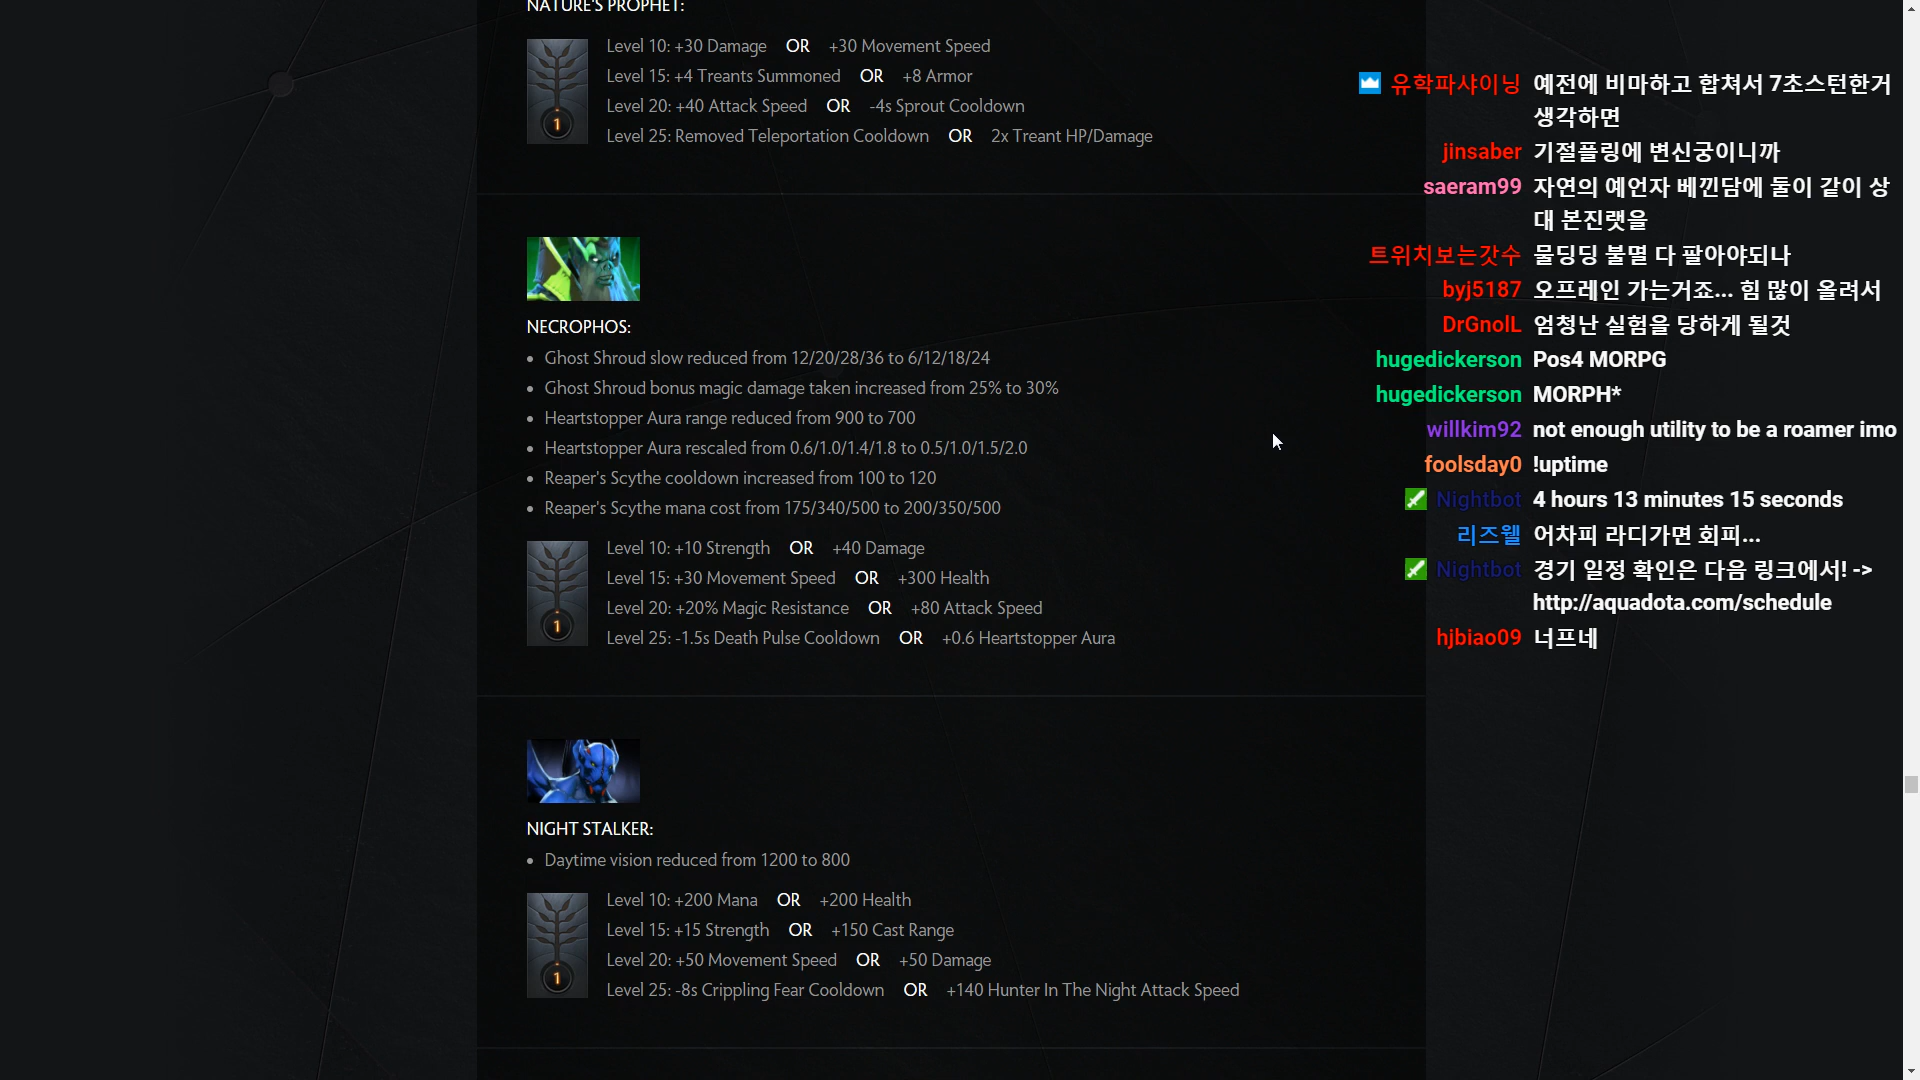 NATURE'S PROPHET:
Level 10: +30 Damage OR +30 Movement Speed
Level 15: +4 Treants Summoned OR +8 Armor
Level 20: +40 Attack Speed OR -4s Sprout Cooldown
Level 25: Removed Teleportation Cooldown OR 2x Treant HP/Damage
1
NECROPHOS:
Ghost Shroud slow reduced from 12/20/28/36 to 6/12/18/24
Ghost Shroud bonus magic damage taken increased from 25% to 30%
Heartstopper Aura range reduced from 900 to 700
Heartstopper Aura rescaled from 0.6/1.0/1.4/1.8 to 0.5/1.0/1.5/2.0
Reaper's Scythe cooldown increased from 100 to 120
Reaper's Scythe mana cost from 175/340/500 to 200/350/500
Level 10: +10 Strength OR +40 Damage
Level 15: +30 Movement Speed OR +300 Health
Level 20: +20% Magic Resistance OR +80 Attack Speed
Level 25: -1.5s Death Pulse Cooldown OR +0.6 Heartstopper Aura
1
NIGHT STALKER:
Daytime vision reduced from 1200 to 800
Level 10: +200 Mana OR +200 Health
Level 15: +15 Strength OR +150 Cast Range
Level 20: +50 Movement Speed OR +50 Damage
Level 25: -8s Crippling Fear Cooldown OR +140 Hunter In The Night Attack Speed
1
유학파샤이닝 예전에 비마하고 합쳐서 7초스턴한거
생각하면
jinsaber 기절플링에 변신궁이니까
saeram99 자연의 예언자 베낀담에 둘이 같이 상
대 본진랫을
트위치보는갓수 물딩딩 불멸 다 팔아야되나
byj5187 오프레인 가는거죠... 힘 많이 올려서
DrGnolL 엄청난 실험을 당하게 될것
hugedickerson Pos4 MORPG
hugedickerson MORPH*
willkim92 not enough utility to be a roamer imo
foolsday0 !uptime
Nightbot 4 hours 13 minutes 15 seconds
리즈웰 어차피 라디가면 회피...
Nightbot 경기 일정 확인은 다음 링크에서! ->
http://aquadota.com/schedule
hjbiao09 너프네